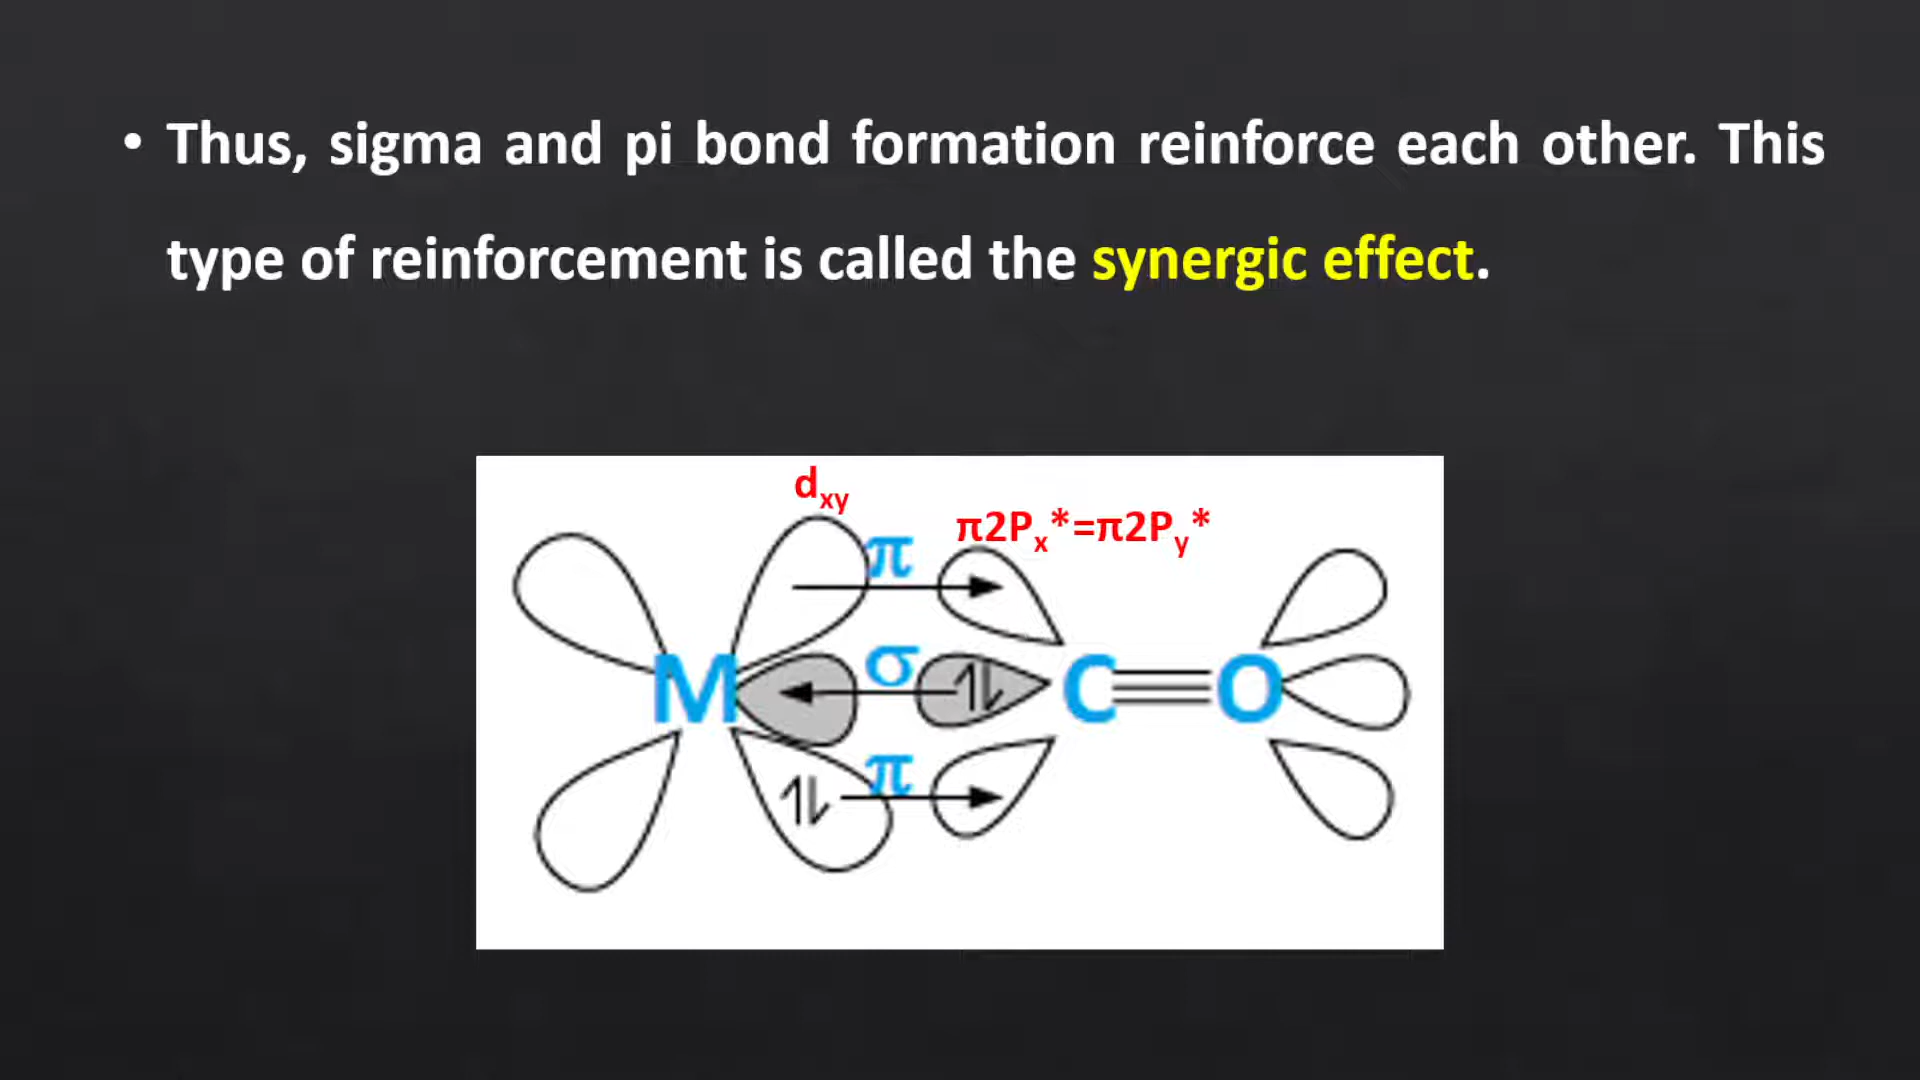 • Thus, sigma and pi bond formation reinforce each other. This
type of reinforcement is called the synergic effect.
dxy
π2Px*=π2Py*
π
σ
M ⥮ C≡O
π
⥮